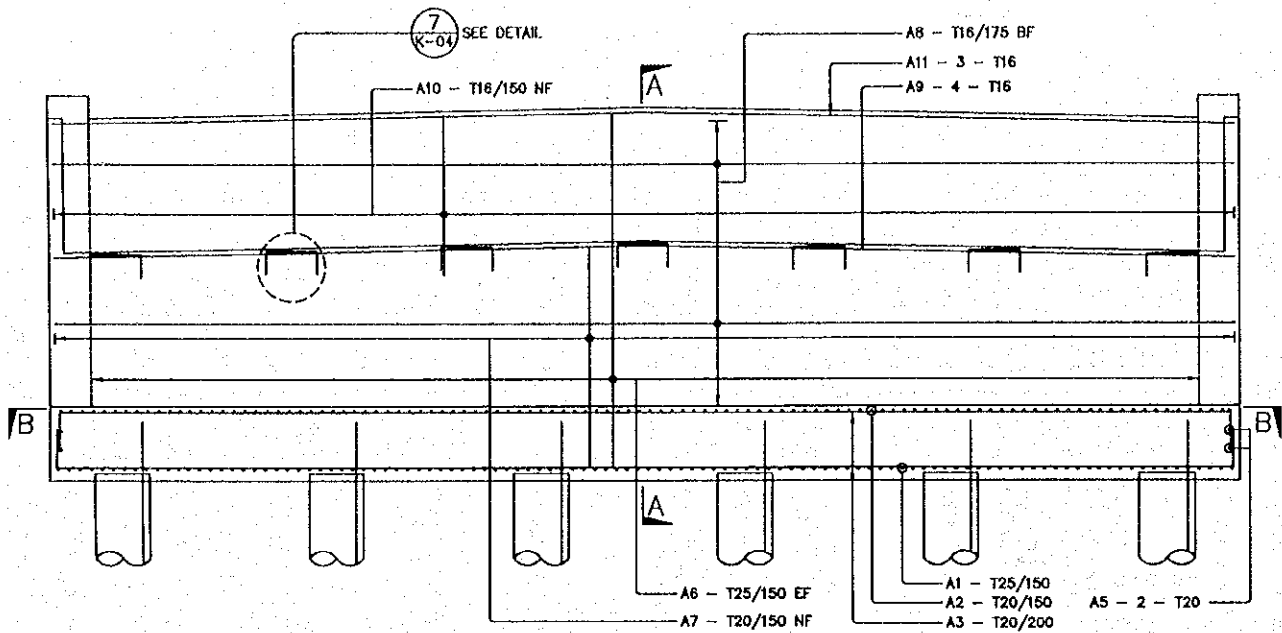 7
K-04
SEE DETAIL
A8 - T16/175 BF
A11 - 3 - T16
A9 - 4 - T16
A10 - T16/150 NF
A
B
B
A
A6 - T25/150 EF
A7 - T20/150 NF
A1 - T25/150
A2 - T20/150
A3 - T20/200
A5 - 2 - T20